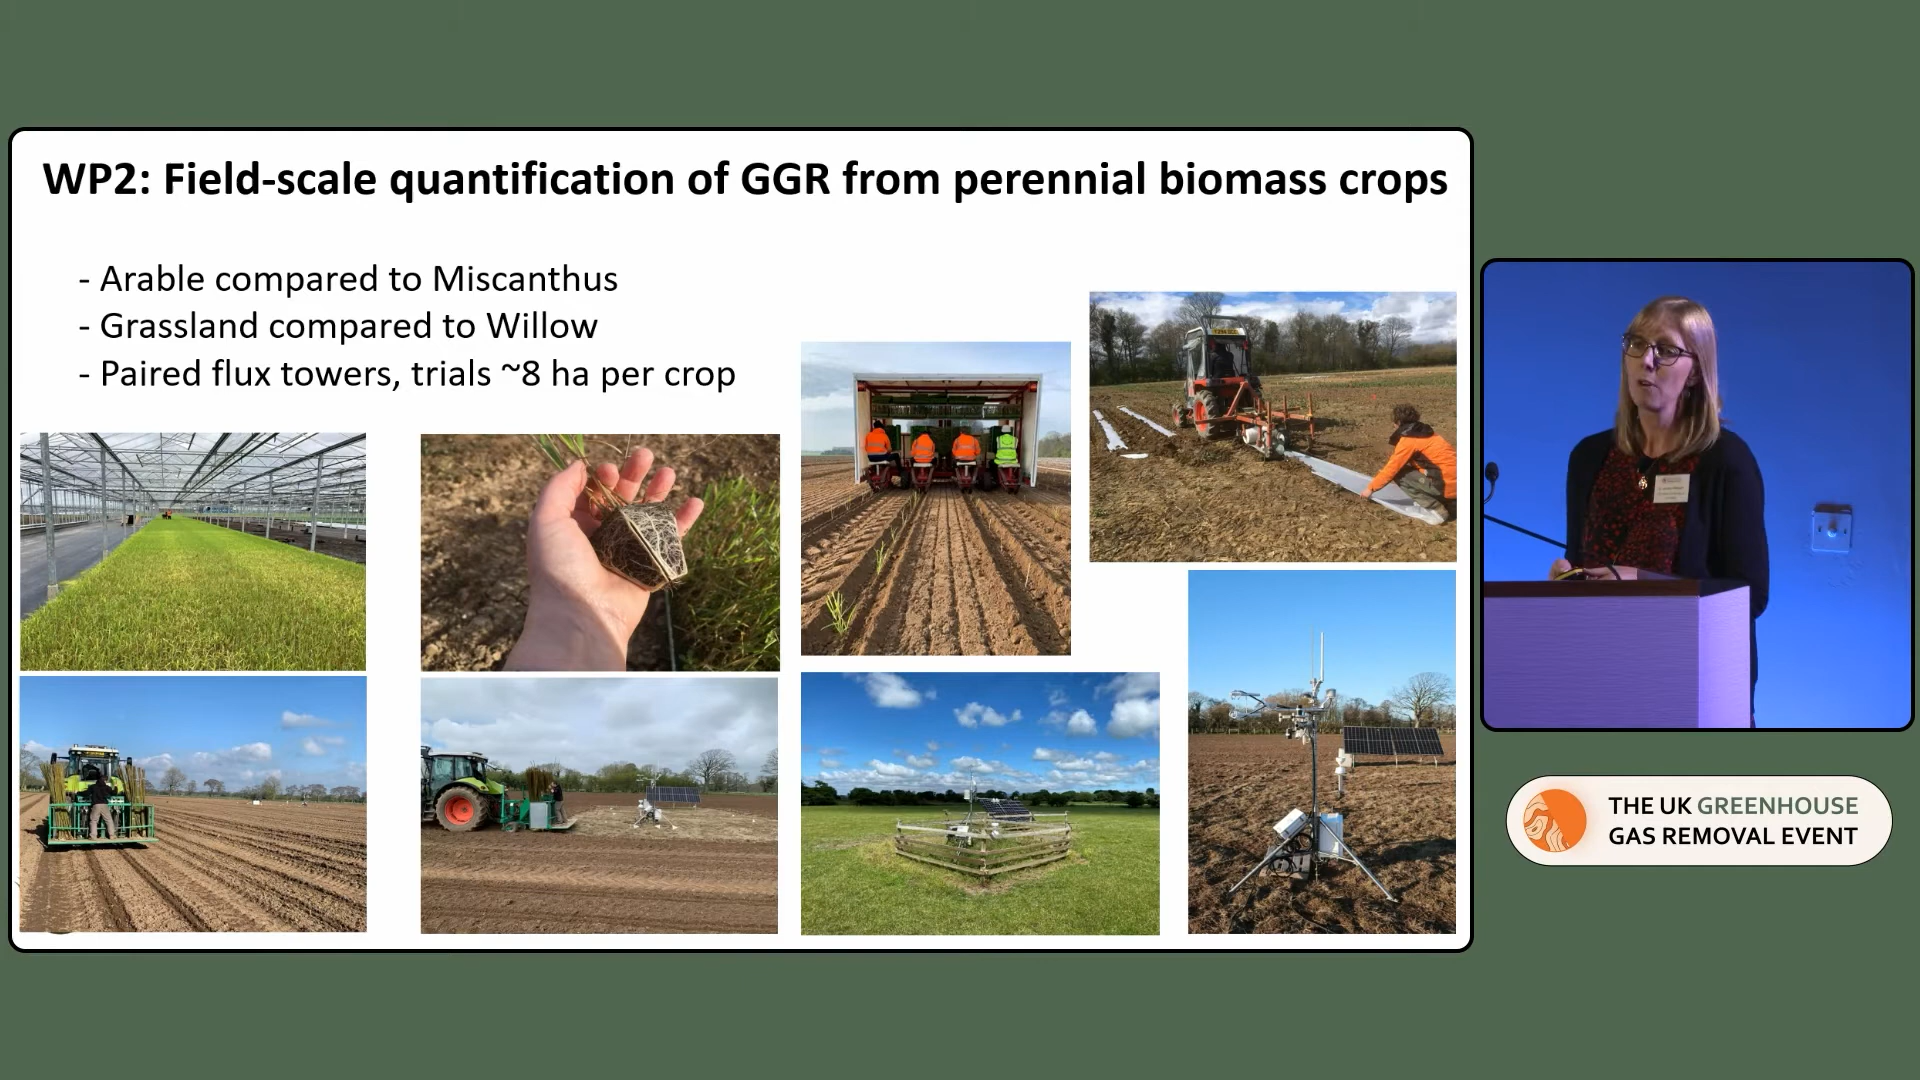 WP2: Field-scale quantification of GGR from perennial biomass crops
- Arable compared to Miscanthus
- Grassland compared to Willow
- Paired flux towers, trials ~8 ha per crop
THE UK GREENHOUSE
GAS REMOVAL EVENT